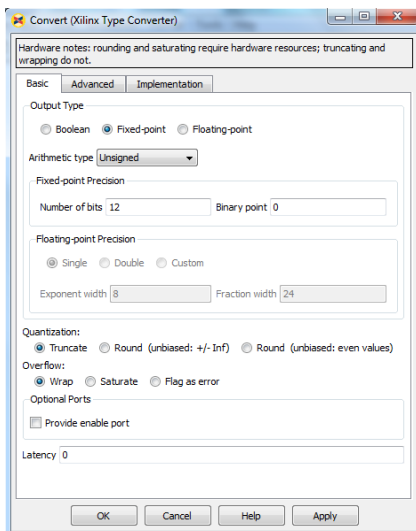 Convert (Xilinx Type Converter)
Hardware notes: rounding and saturating require hardware resources; truncating and
wrapping do not.
Basic Advanced Implementation
Output Type
Boolean Fixed-point Floating-point
Arithmetic type Unsigned
Fixed-point Precision
Number of bits 12 Binary point 0
Floating-point Precision
Single Double Custom
Exponent width 8 Fraction width 24
Quantization:
Truncate Round (unbiased: +/- Inf) Round (unbiased: even values)
Overflow:
Wrap Saturate Flag as error
Optional Ports
Provide enable port
Latency 0
OK Cancel Help Apply